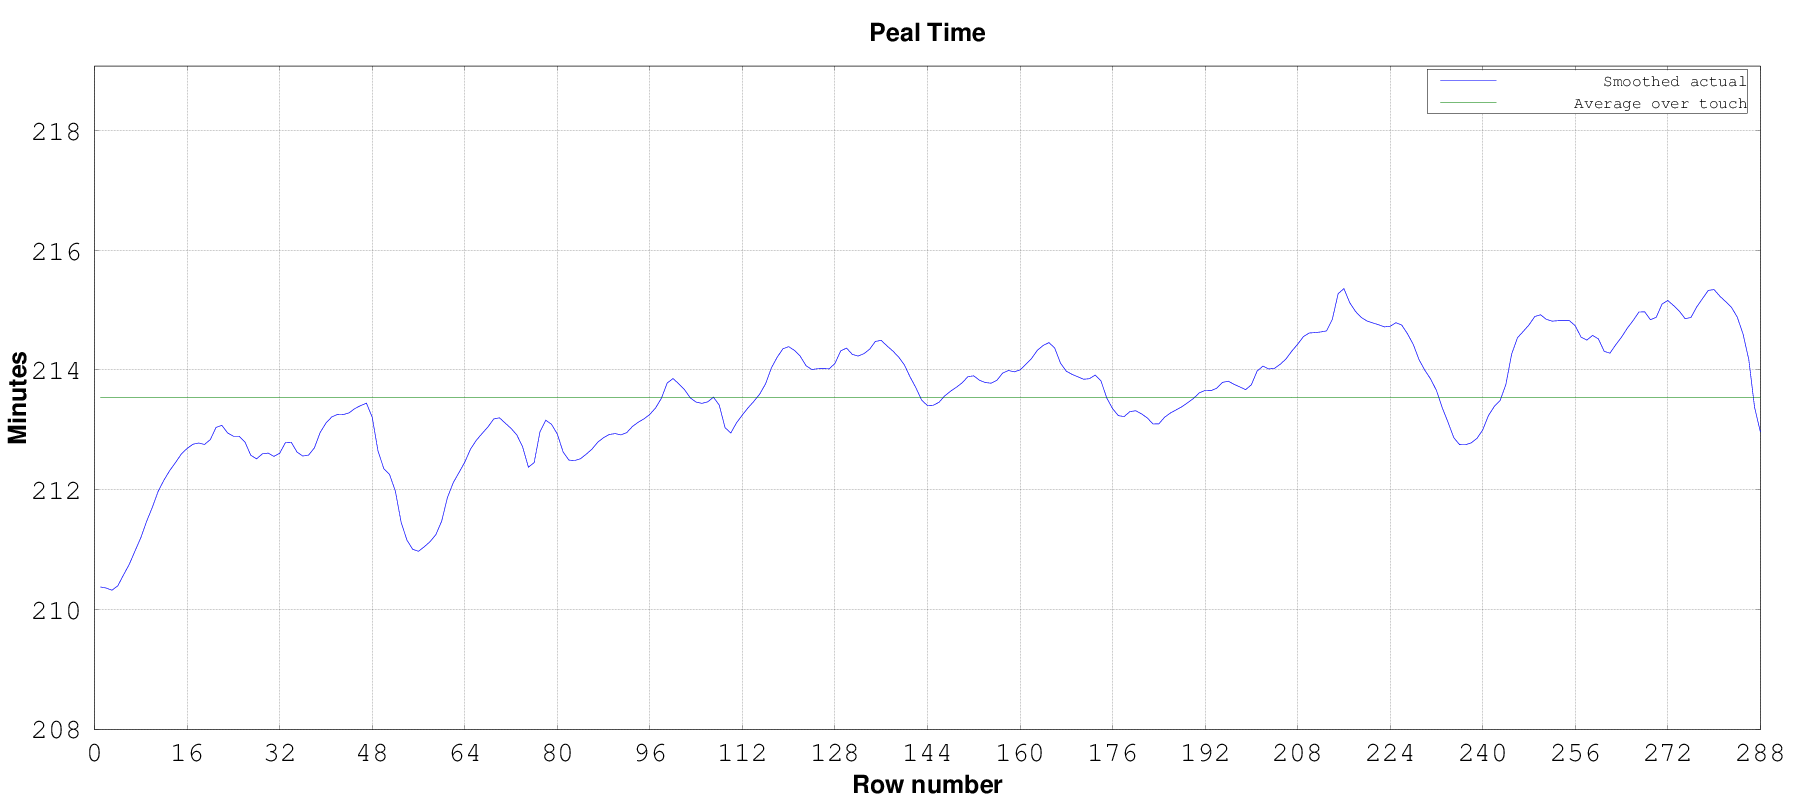 Peal Time
Smoothed actual
Average over touch
218
216
214
212
210
208
Minutes
0 16 32 48 64 80 96 112 128 144 160 176 192 208 224 240 256 272 288
Row number